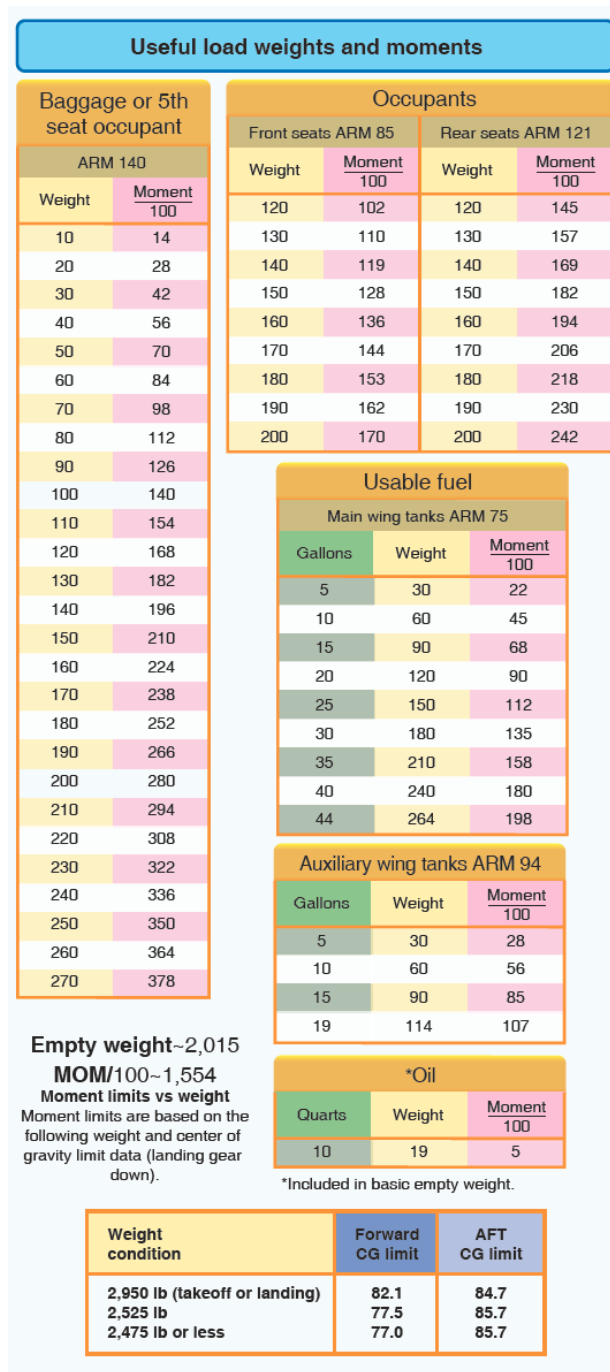 Useful load weights and moments
Baggage or 5th
seat occupant
ARM 140
Weight Moment
100
10 14
20 28
30 42
40 56
50 70
60 84
70 98
80 112
90 126
100 140
110 154
120 168
130 182
140 196
150 210
160 224
170 238
180 252
190 266
200 280
210 294
220 308
230 322
240 336
250 350
260 364
270 378
Occupants
Front seats ARM 85 Rear seats ARM 121
Weight Moment Weight Moment
100 100
120 102 120 145
130 110 130 157
140 119 140 169
150 128 150 182
160 136 160 194
170 144 170 206
180 153 180 218
190 162 190 230
200 170 200 242
Usable fuel
Main wing tanks ARM 75
Gallons Weight Moment
100
5 30 22
10 60 45
15 90 68
20 120 90
25 150 112
30 180 135
35 210 158
40 240 180
44 264 198
Auxiliary wing tanks ARM 94
Gallons Weight Moment
100
5 30 28
10 60 56
15 90 85
19 114 107
*Oil
Quarts Weight Moment
100
10 19 5
*Included in basic empty weight.
Empty weight~2,015
MOM/100~1,554
Moment limits vs weight
Moment limits are based on the
following weight and center of
gravity limit data (landing gear
down).
Weight Forward AFT
condition CG limit CG limit
2,950 lb (takeoff or landing) 82.1 84.7
2,525 lb 77.5 85.7
2,475 lb or less 77.0 85.7